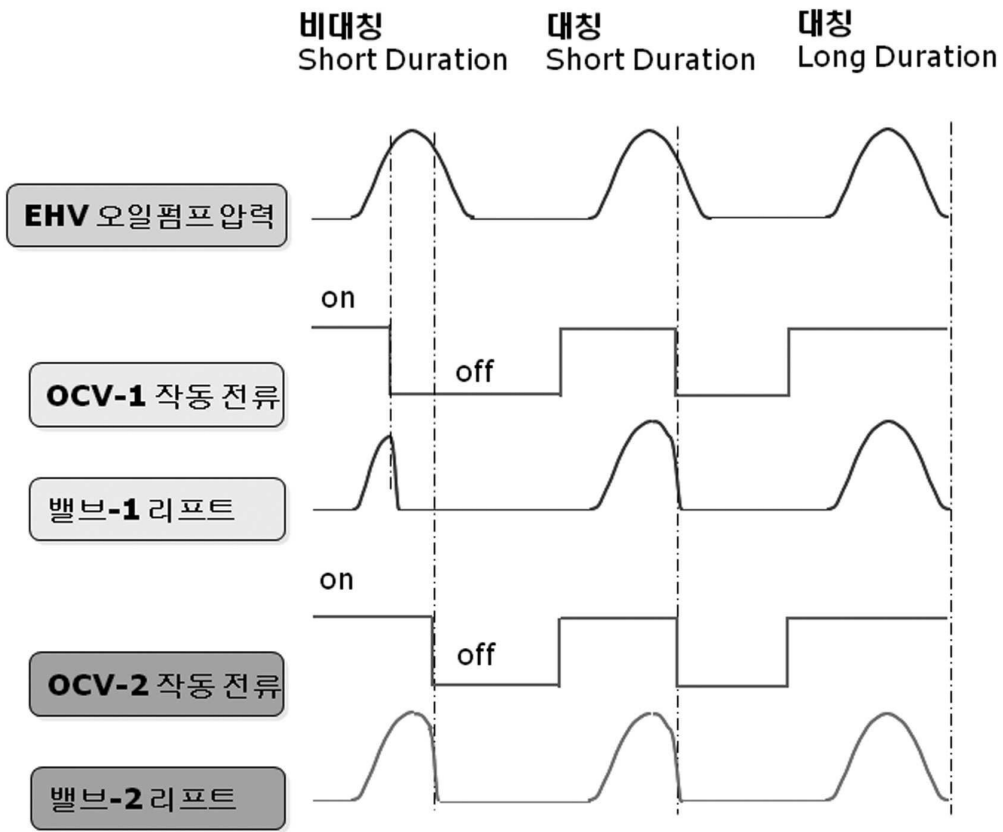 비대칭
Short Duration
대칭
Short Duration
대칭
Long Duration
EHV 오일펌프압력
on
off
OCV-1 작동 전류
밸브-1 리프트
on
off
OCV-2 작동 전류
밸브-2 리프트